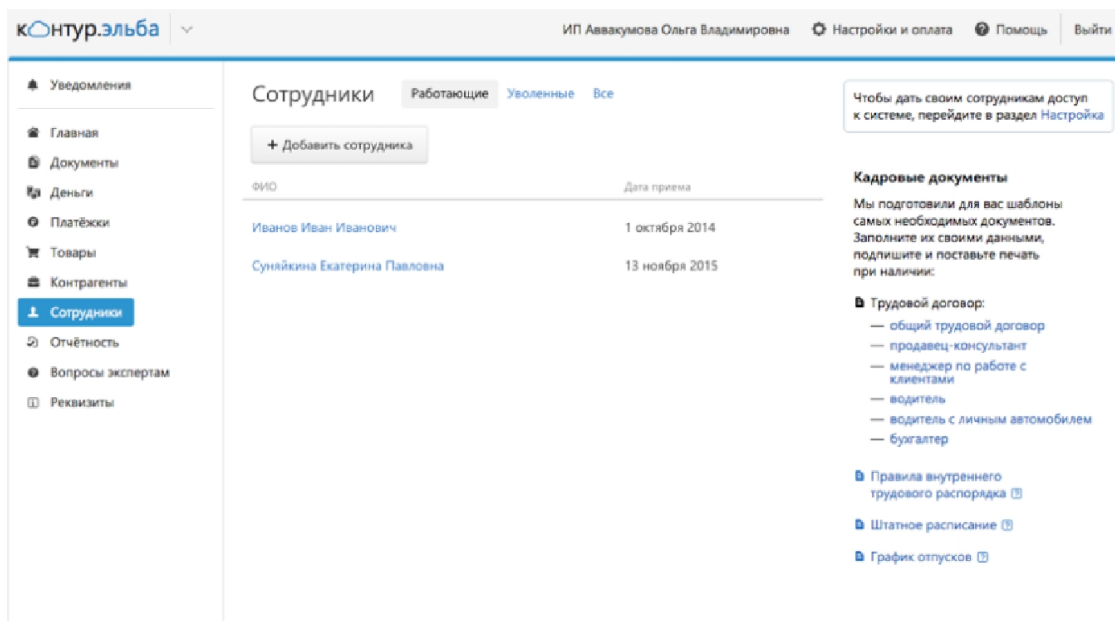 контур.эльба
ИП Аввакумова Ольга Владимировна
Настройки и оплата
Помощь
Выйти
Уведомления
Главная
Документы
Деньги
Платёжки
Товары
Контрагенты
Сотрудники
Отчётность
Вопросы экспертам
Реквизиты
Сотрудники
Работающие
Уволенные
Все
+ Добавить сотрудника
ФИО
Дата приема
Иванов Иван Иванович
1 октября 2014
Суняйкина Екатерина Павловна
13 ноября 2015
Чтобы дать своим сотрудникам доступ
к системе, перейдите в раздел Настройка
Кадровые документы
Мы подготовили для вас шаблоны
самых необходимых документов.
Заполните их своими данными,
подпишите и поставьте печать
при наличии:
Трудовой договор:
— общий трудовой договор
— продавец-консультант
— менеджер по работе с
клиентами
— водитель
— водитель с личным автомобилем
— бухгалтер
Правила внутреннего
трудового распорядка ?
Штатное расписание ?
График отпусков ?